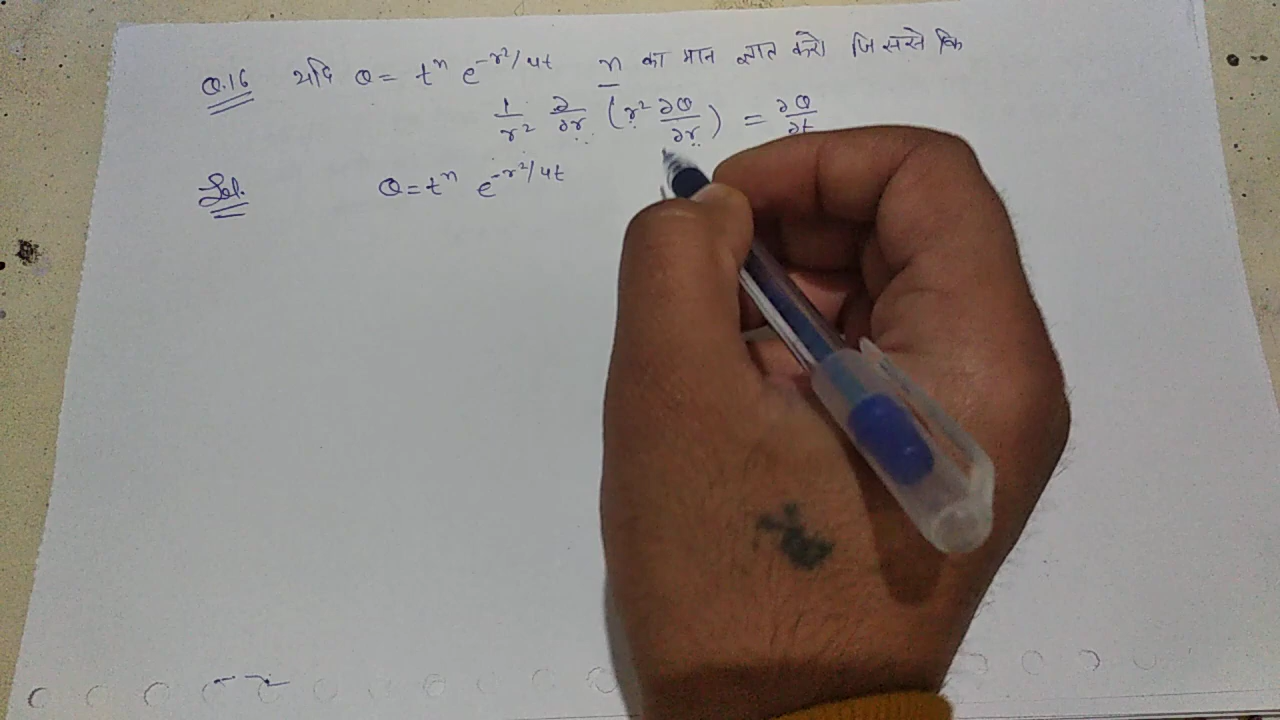 Q.16 यदि θ = tⁿ e^{-r²/4t} n का मान ज्ञात करो जिससे कि
1/r² ∂/∂r (r² ∂θ/∂r) = ∂θ/∂t
Sol. θ = tⁿ e^{-r²/4t}